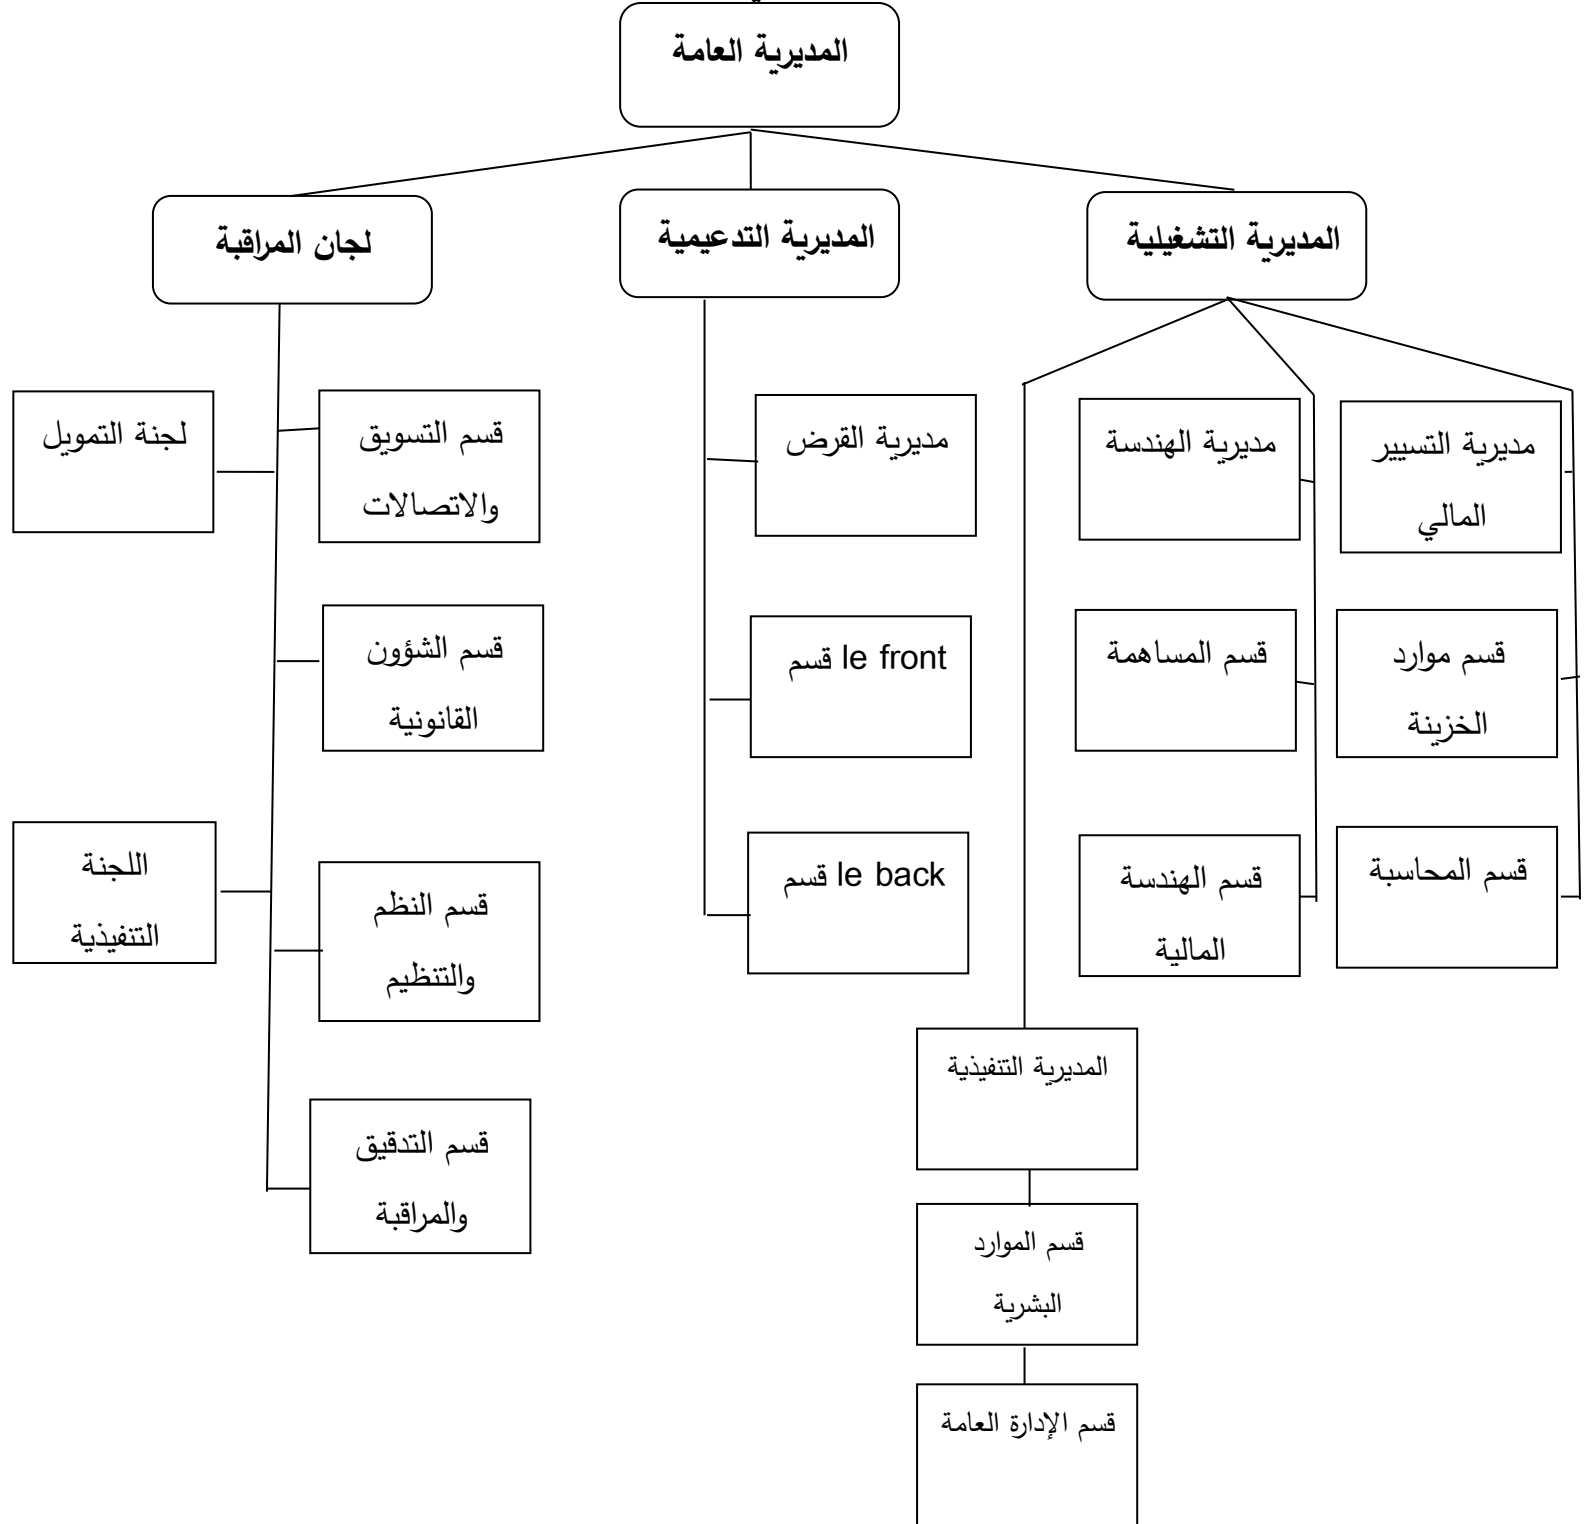 المديرية العامة
المديرية التشغيلية
المديرية التدعيمية
لجان المراقبة
مديرية التسيير
المالي
مديرية الهندسة
مديرية القرض
قسم التسويق
والاتصالات
لجنة التمويل
قسم موارد
الخزينة
قسم المساهمة
قسم le front
قسم الشؤون
القانونية
قسم المحاسبة
قسم الهندسة
المالية
قسم le back
قسم النظم
والتنظيم
اللجنة
التنفيذية
المديرية التنفيذية
قسم التدقيق
والمراقبة
قسم الموارد
البشرية
قسم الإدارة العامة